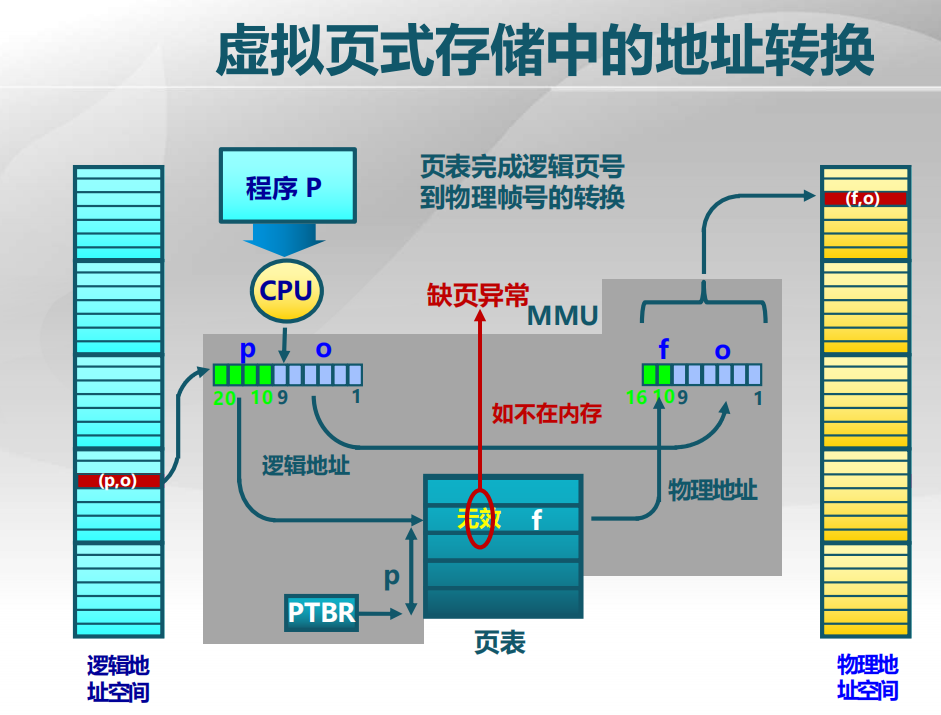 虚拟页式存储中的地址转换
程序 P
页表完成逻辑页号
到物理帧号的转换
(f,o)
CPU
缺页异常
MMU
p
o
f
o
20
10
9
1
16
10
9
1
如不在内存
逻辑地址
(p,o)
物理地址
无效
f
p
PTBR
页表
逻辑地
址空间
物理地
址空间